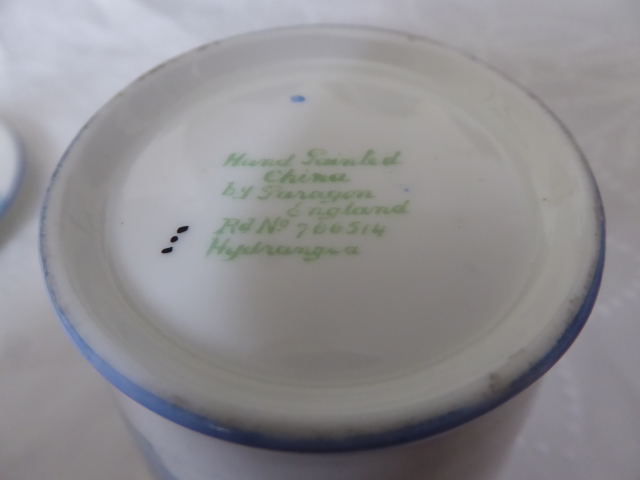 Hand Painted
China
by Paragon
England
Rd No 766514
Hydrangea